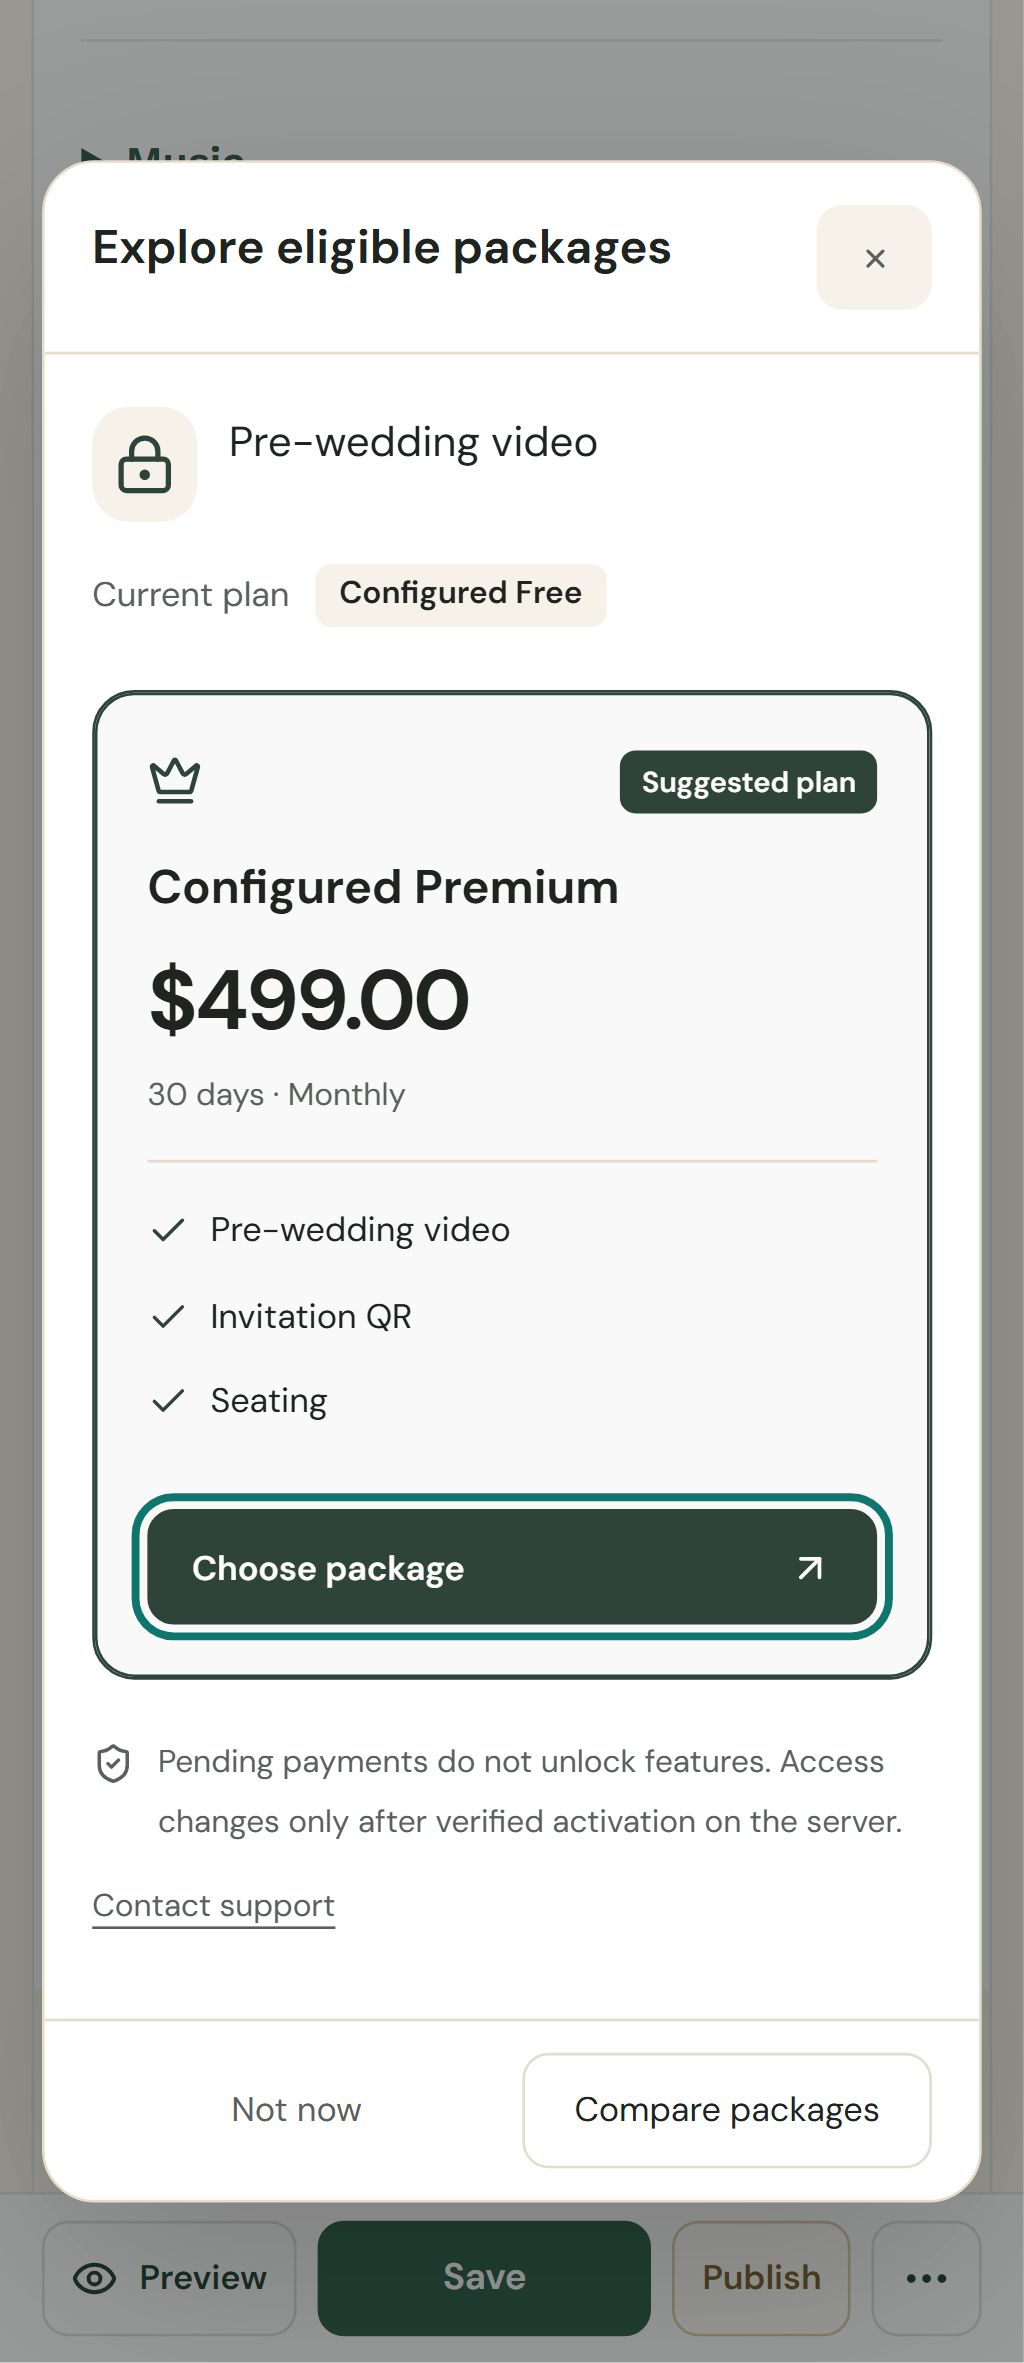 Music
Explore eligible packages
Pre-wedding video
Current plan
Configured Free
Suggested plan
Configured Premium
$499.00
30 days · Monthly
Pre-wedding video
Invitation QR
Seating
Choose package
Pending payments do not unlock features. Access
changes only after verified activation on the server.
Contact support
Not now
Compare packages
Preview
Save
Publish